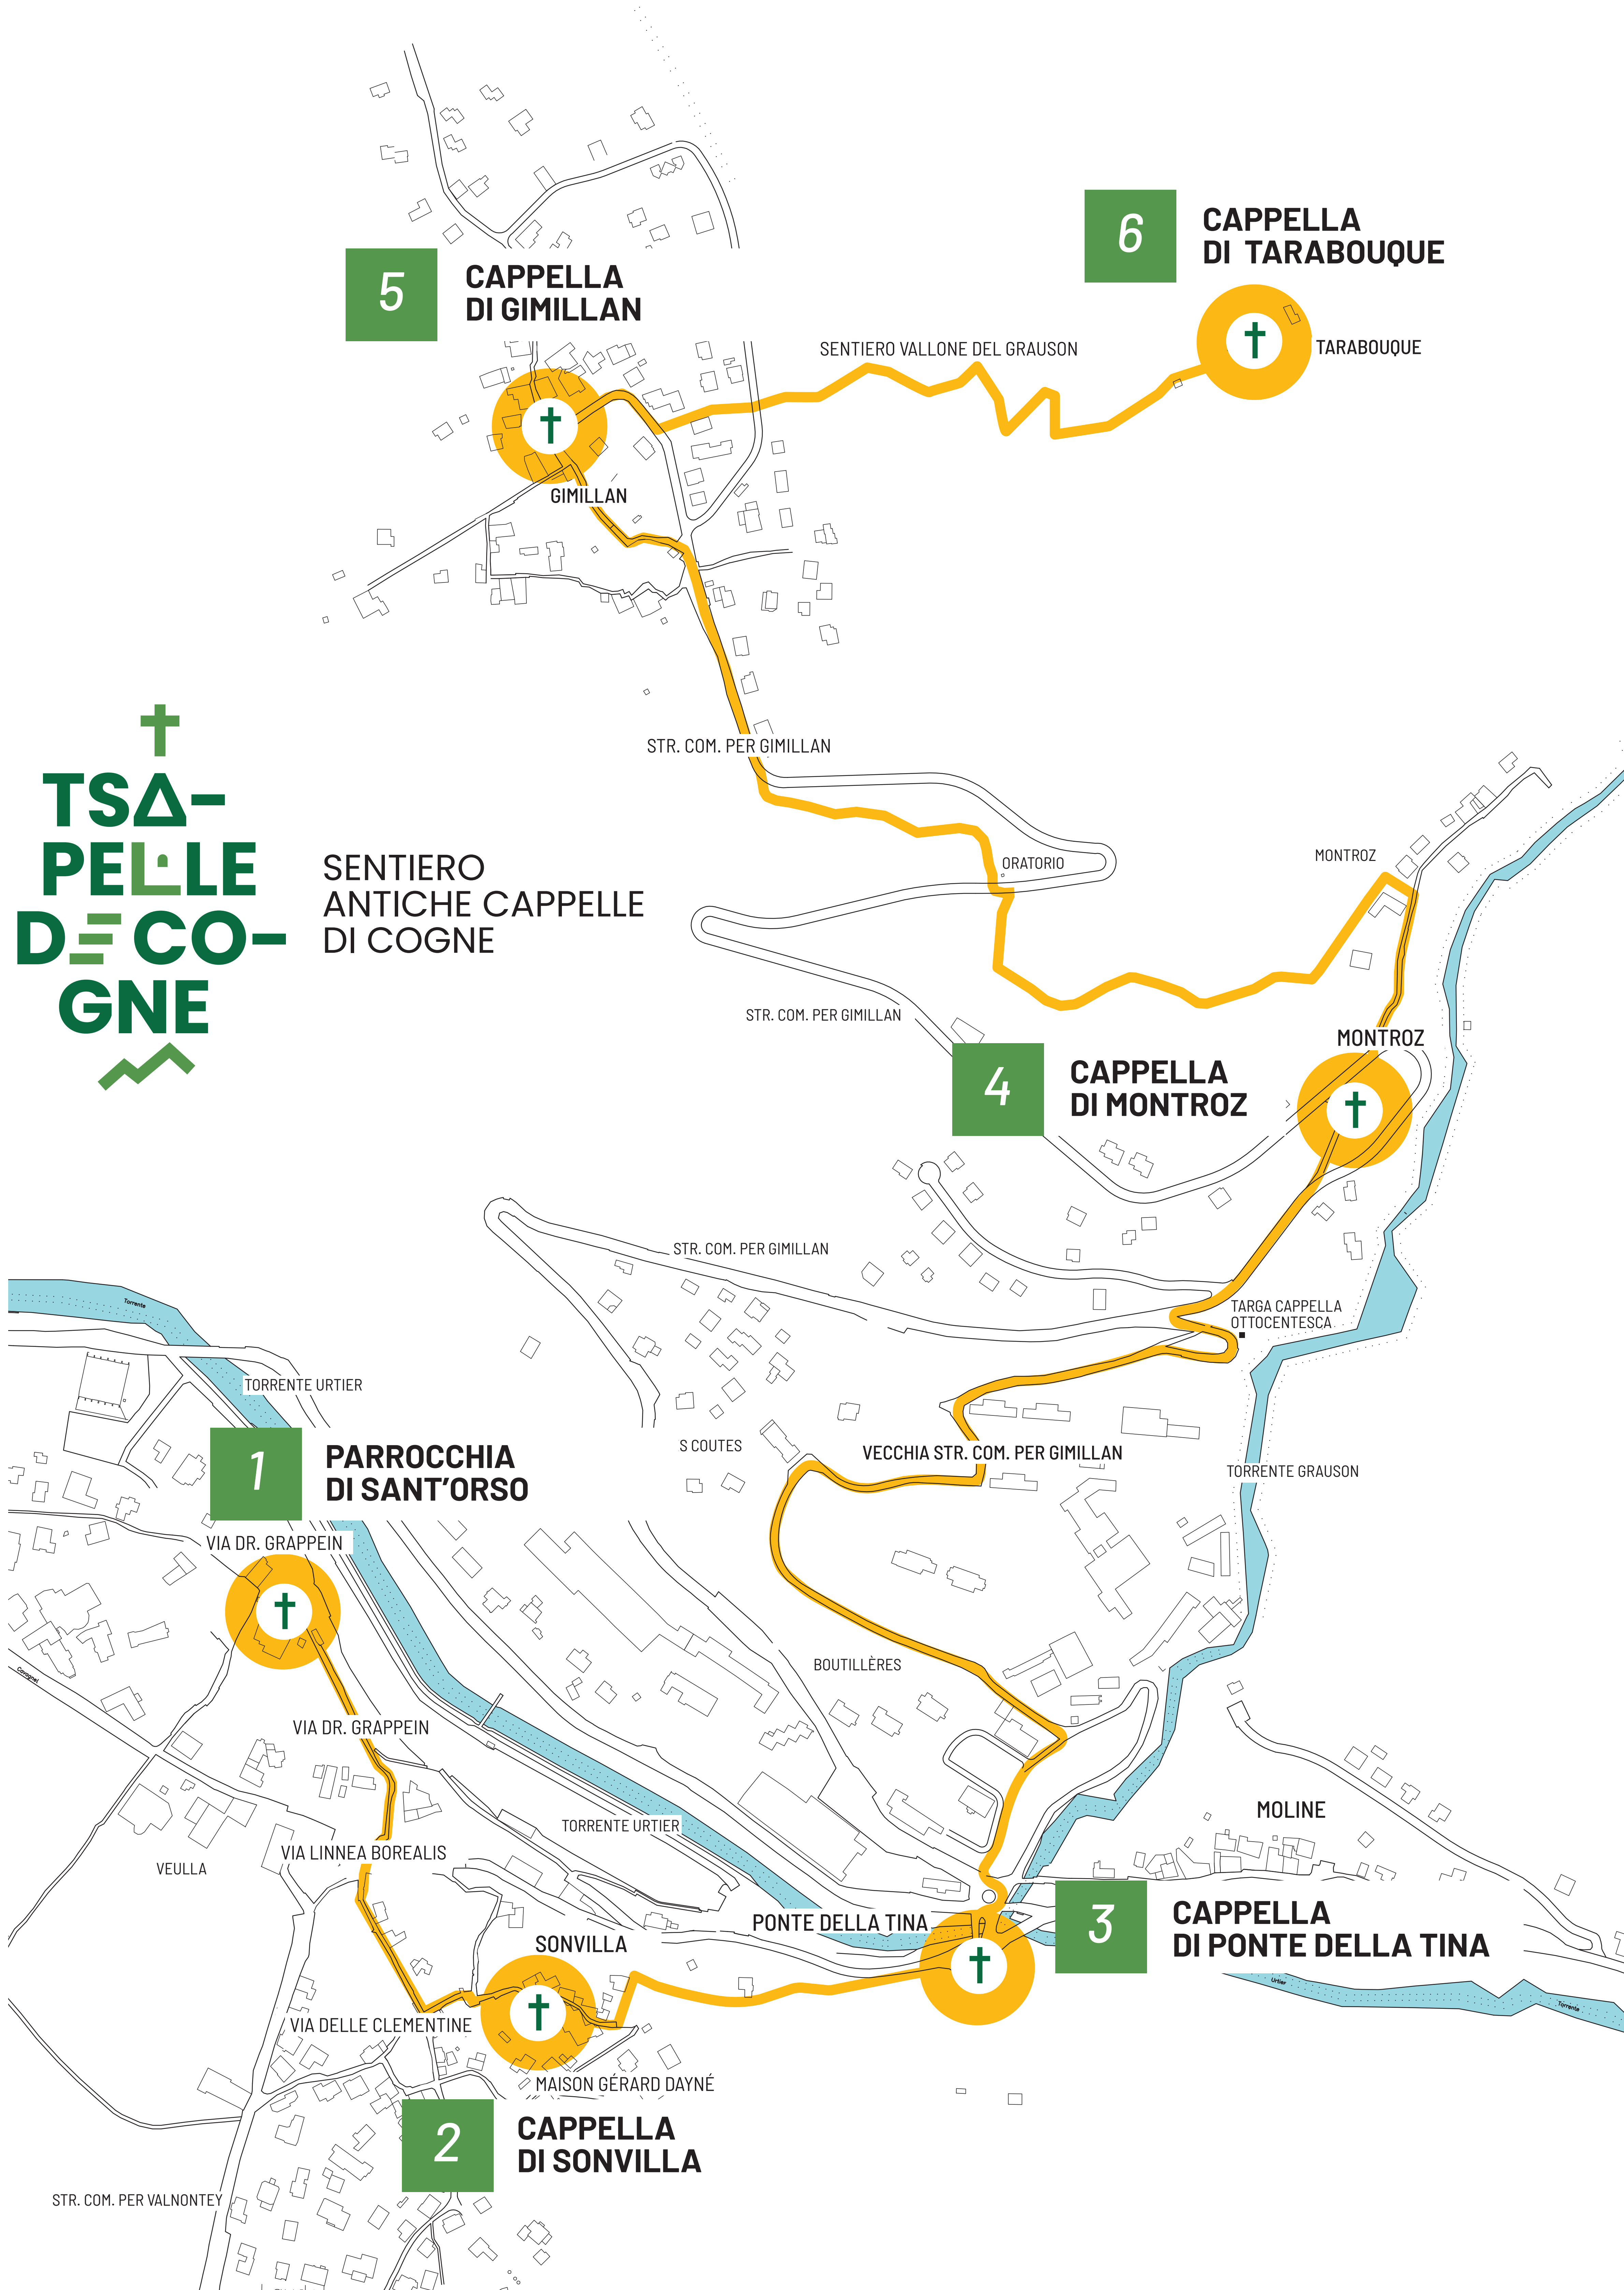 6
CAPPELLA
DI TARABOUQUE
5
CAPPELLA
DI GIMILLAN
SENTIERO VALLONE DEL GRAUSON
TARABOUQUE
GIMILLAN
STR. COM. PER GIMILLAN
TSA-
PELLE
DE CO-
GNE
SENTIERO
ANTICHE CAPPELLE
DI COGNE
ORATORIO
MONTROZ
STR. COM. PER GIMILLAN
MONTROZ
4
CAPPELLA
DI MONTROZ
STR. COM. PER GIMILLAN
Torrente
TARGA CAPPELLA
OTTOCENTESCA
TORRENTE URTIER
1
PARROCCHIA
DI SANT'ORSO
S COUTES
VECCHIA STR. COM. PER GIMILLAN
TORRENTE GRAUSON
VIA DR. GRAPPEIN
BOUTILLÈRES
VIA DR. GRAPPEIN
MOLINE
TORRENTE URTIER
VIA LINNEA BOREALIS
VEULLA
PONTE DELLA TINA
3
CAPPELLA
DI PONTE DELLA TINA
SONVILLA
Urtier
Torrente
VIA DELLE CLEMENTINE
MAISON GÉRARD DAYNÉ
2
CAPPELLA
DI SONVILLA
STR. COM. PER VALNONTEY